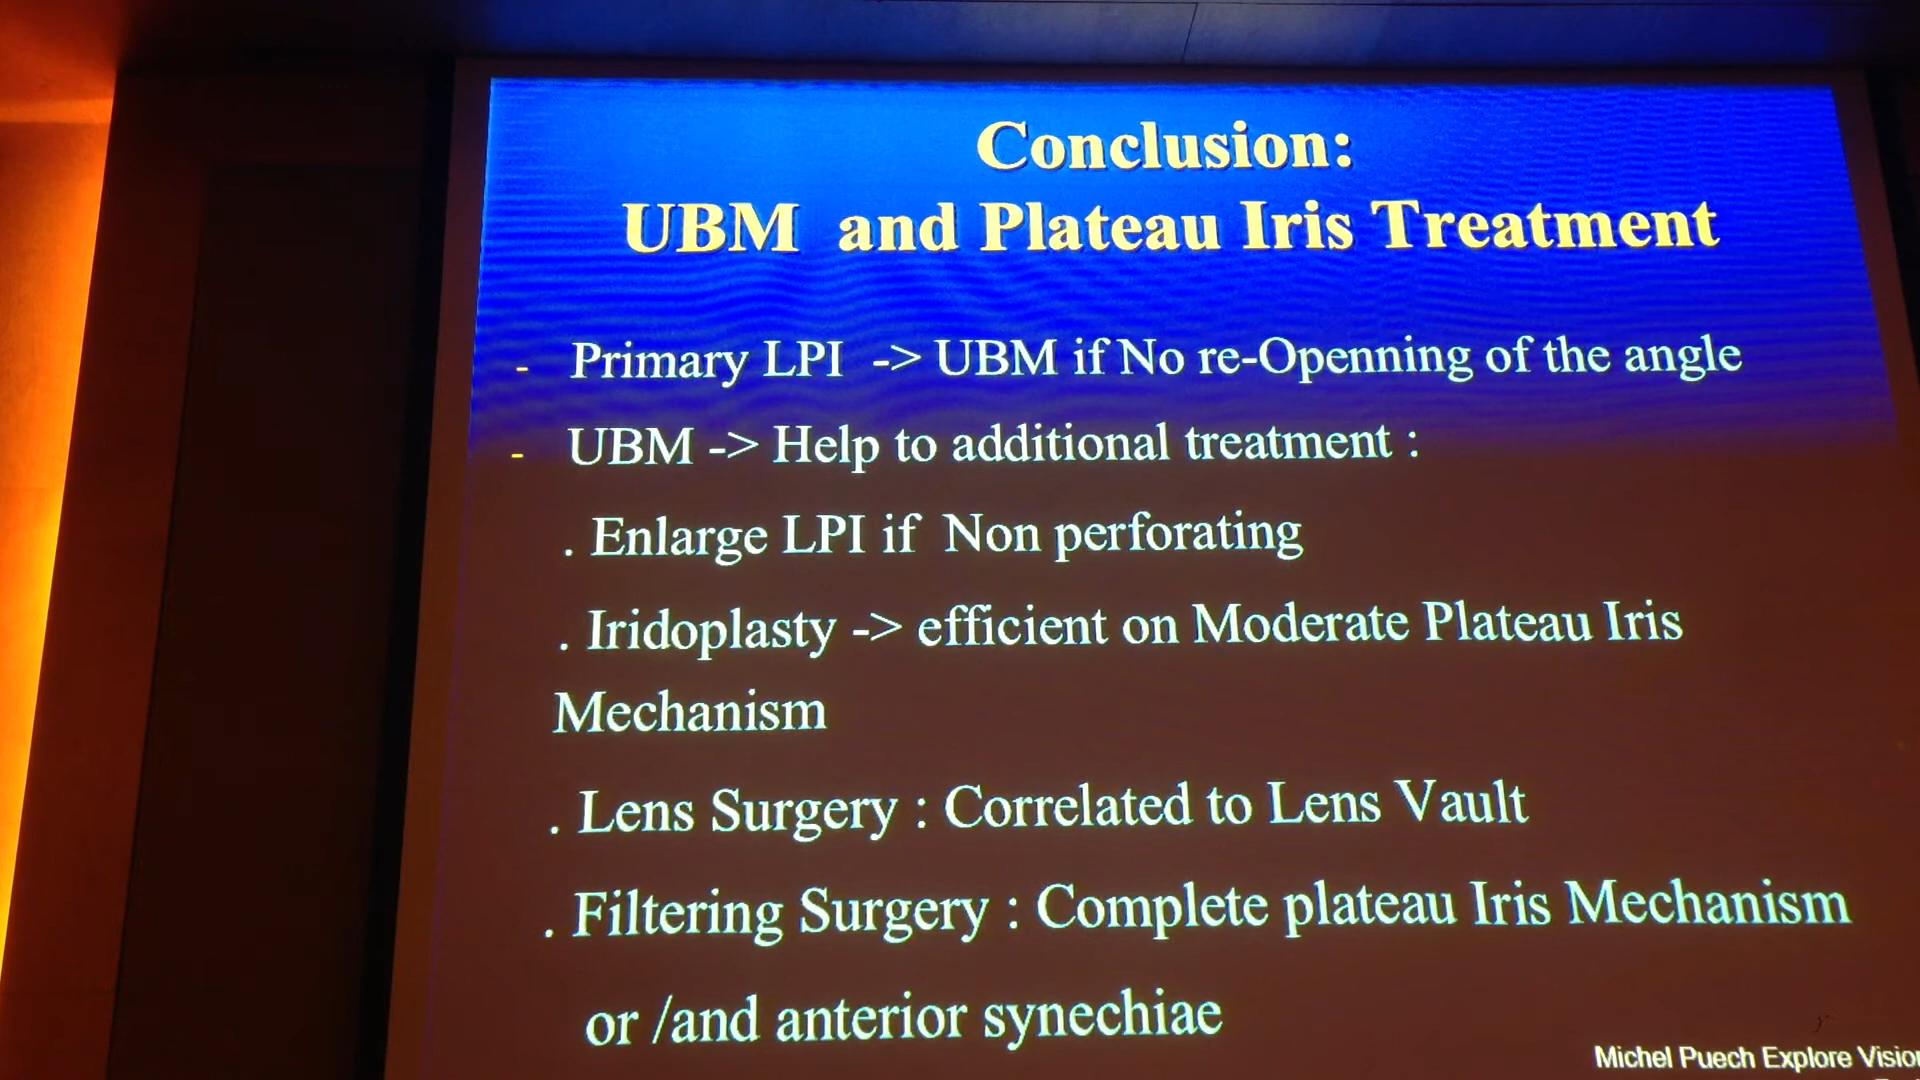 Conclusion:
UBM and Plateau Iris Treatment
- Primary LPI -> UBM if No re-Openning of the angle
- UBM -> Help to additional treatment :
. Enlarge LPI if Non perforating
. Iridoplasty -> efficient on Moderate Plateau Iris
Mechanism
. Lens Surgery : Correlated to Lens Vault
. Filtering Surgery : Complete plateau Iris Mechanism
or /and anterior synechiae
Michel Puech Explore Vision